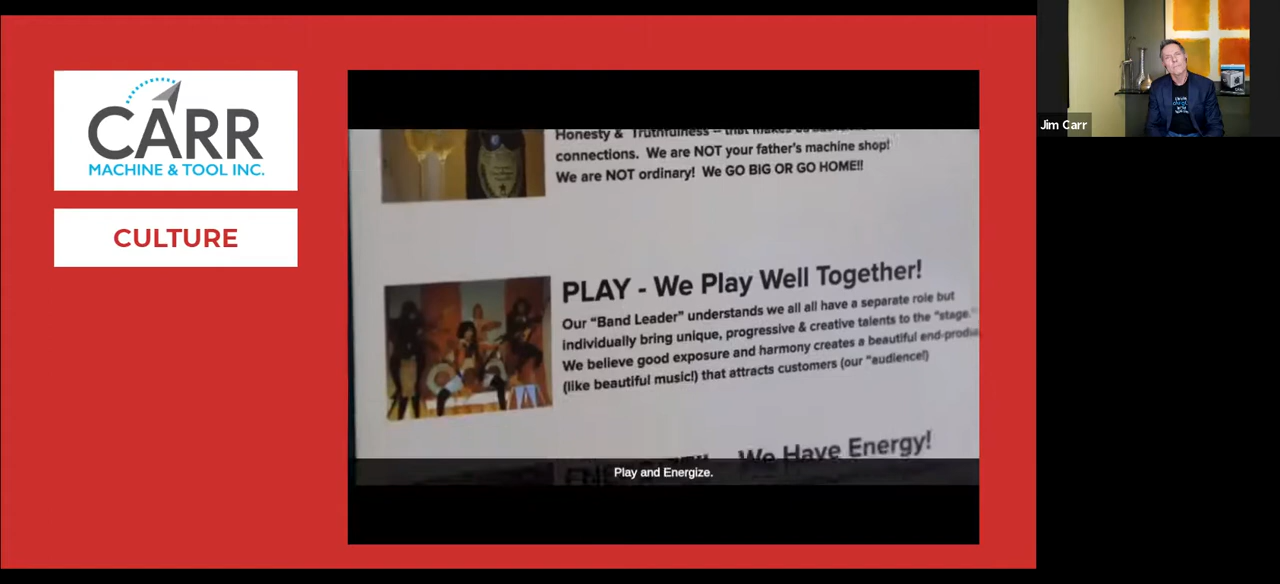 CARR
MACHINE & TOOL INC.
CULTURE
Honesty & Truthfulness – that makes
connections. We are NOT your father's machine shop!
We are NOT ordinary! We GO BIG OR GO HOME!!
PLAY - We Play Well Together!
Our “Band Leader” understands we all all have a separate role but
individually bring unique, progressive & creative talents to the “stage.”
We believe good exposure and harmony creates a beautiful end-produ
(like beautiful music!) that attracts customers (our “audience!)
We Have Energy!
Play and Energize.
Jim Carr